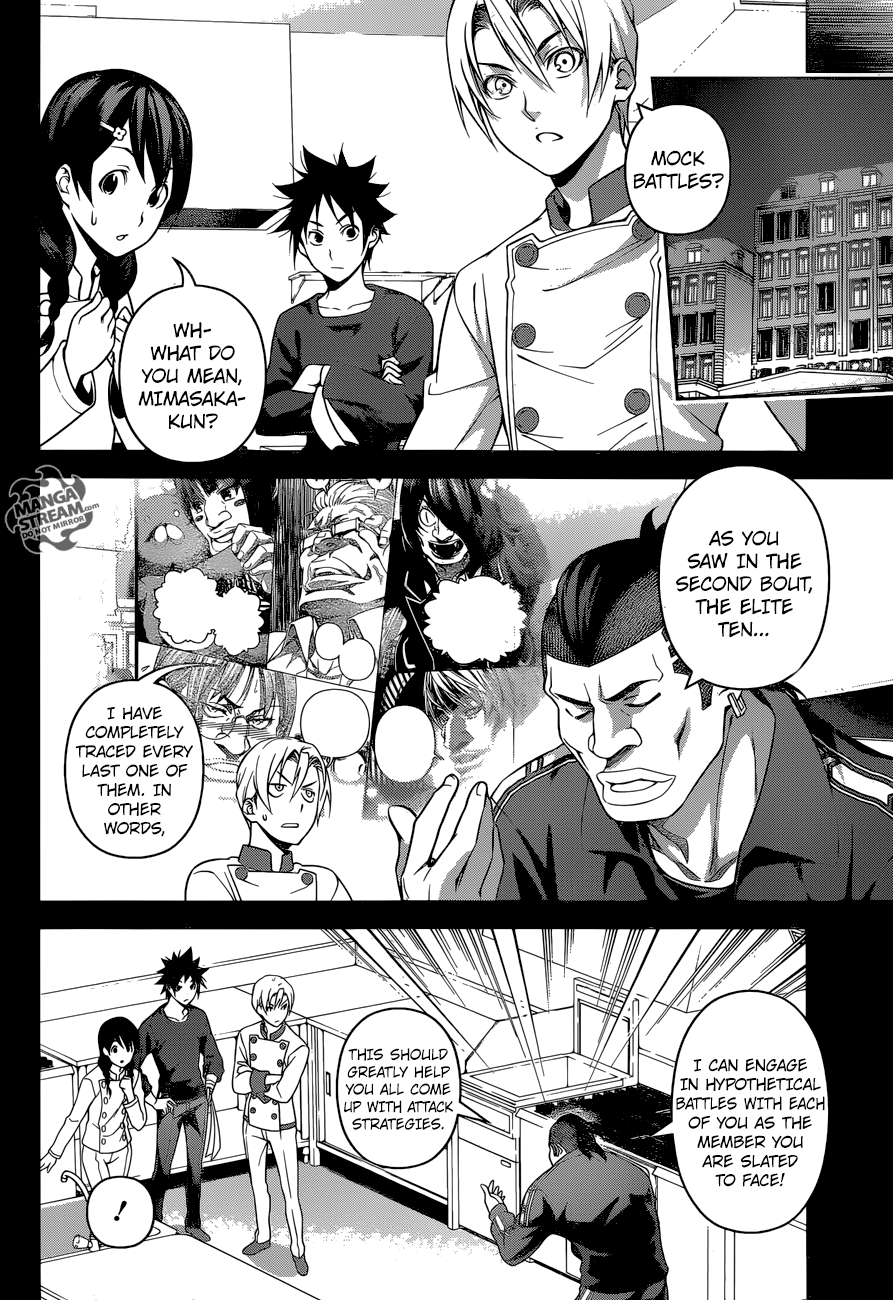 MOCK
BATTLES?
WH-
WHAT DO
YOU MEAN,
MIMASAKA-
KUN?
MANGA
STREAM.com
DO NOT MIRROR
AS YOU
SAW IN THE
SECOND BOUT,
THE ELITE
TEN...
I HAVE
COMPLETELY
TRACED EVERY
LAST ONE OF
THEM. IN
OTHER
WORDS,
I CAN ENGAGE
IN HYPOTHETICAL
BATTLES WITH EACH
OF YOU AS THE
MEMBER YOU
ARE SLATED
TO FACE!
THIS SHOULD
GREATLY HELP
YOU ALL COME
UP WITH ATTACK
STRATEGIES.
!